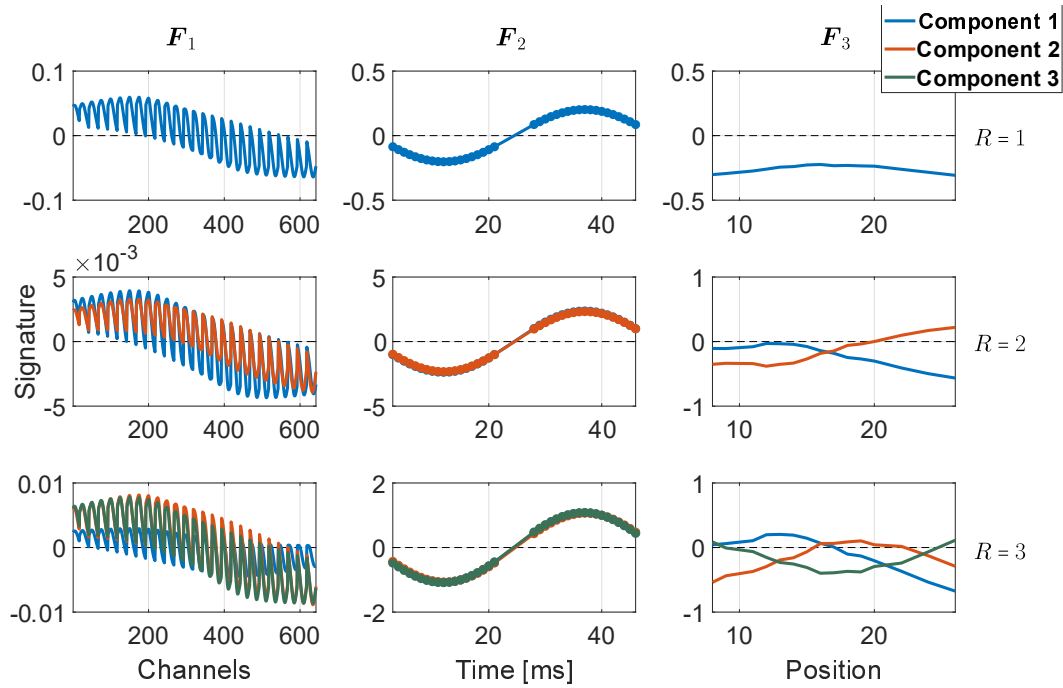 F₁ F₂ F₃
Component 1
Component 2
Component 3
0.1 0 -0.1
200 400 600
0.5 0 -0.5
20 40
0.5 0 -0.5
10 20
R = 1
×10⁻³
5 0 -5
200 400 600
5 0 -5
20 40
1 0 -1
10 20
R = 2
Signature
0.01 0 -0.01
200 400 600
2 0 -2
20 40
1 0 -1
10 20
R = 3
Channels Time [ms] Position